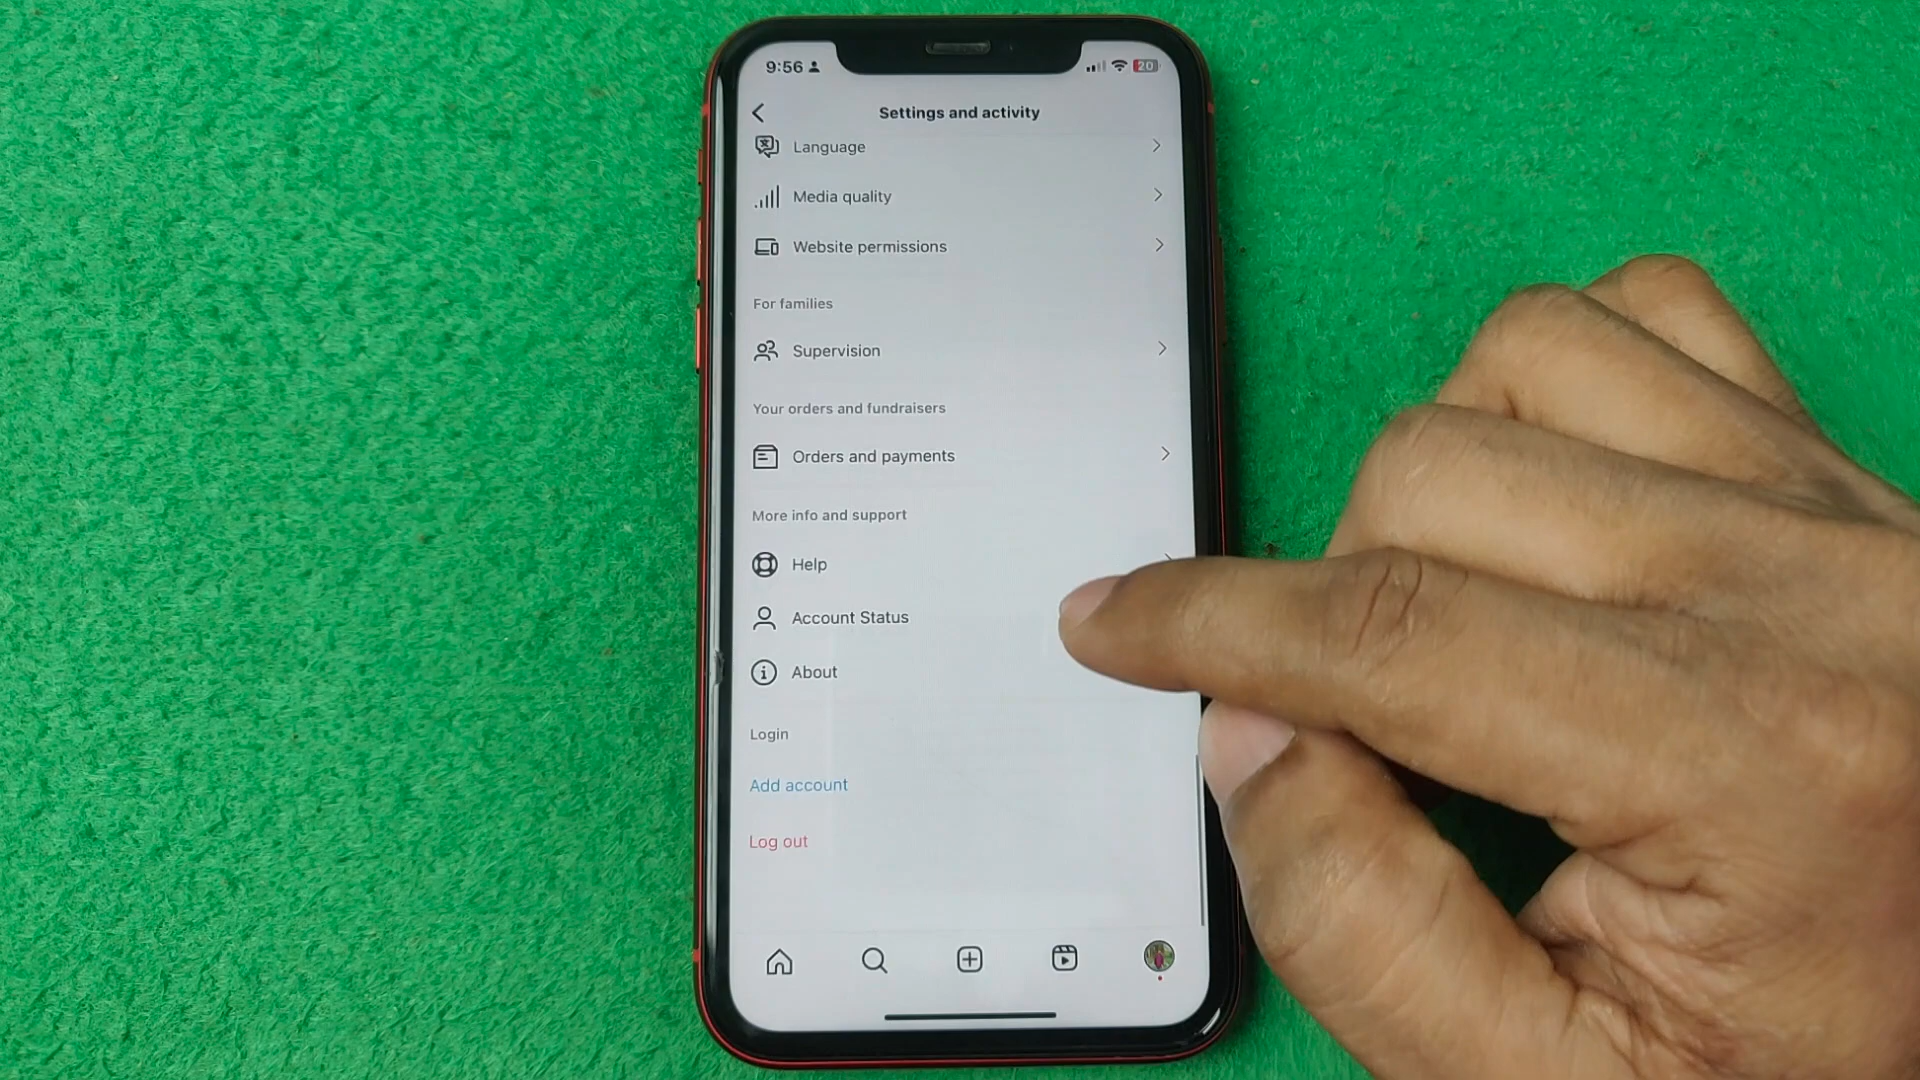 9:56
20
Settings and activity
Language
Media quality
Website permissions
For families
Supervision
Your orders and fundraisers
Orders and payments
More info and support
Help
Account Status
About
Login
Add account
Log out